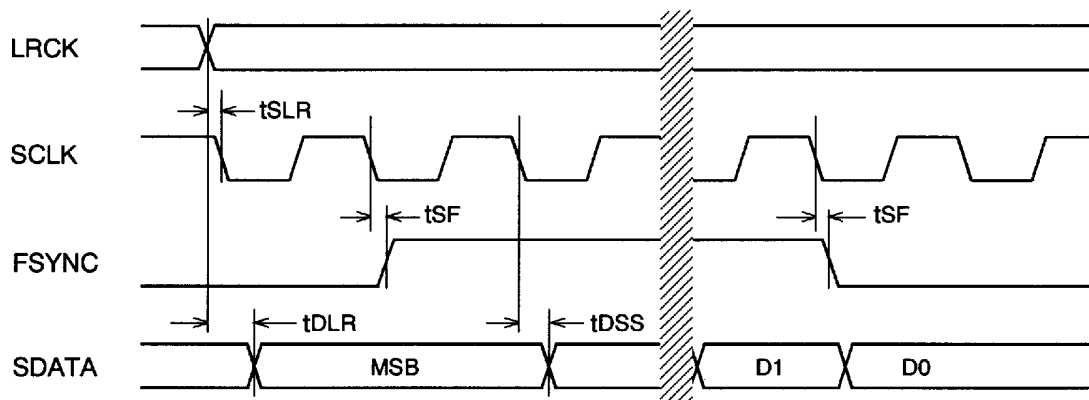 LRCK
tSLR
SCLK
tSF
tSF
FSYNC
tDLR
tDSS
SDATA
MSB
D1
D0